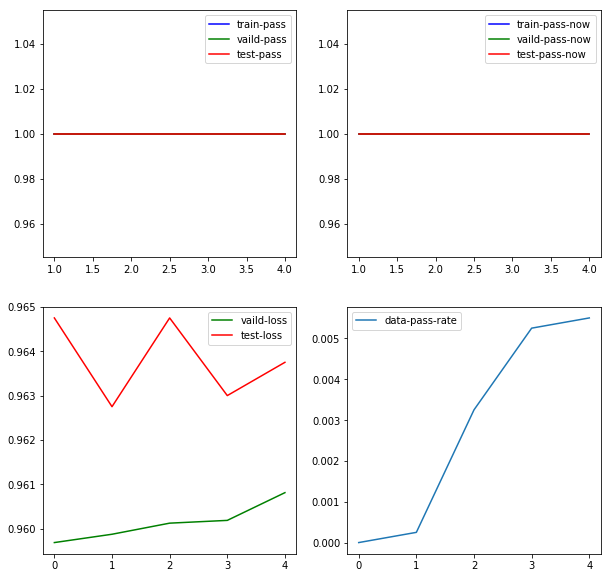 train-pass
vaild-pass
test-pass
1.04
1.02
1.00
0.98
0.96
1.0 1.5 2.0 2.5 3.0 3.5 4.0
train-pass-now
vaild-pass-now
test-pass-now
1.04
1.02
1.00
0.98
0.96
1.0 1.5 2.0 2.5 3.0 3.5 4.0
vaild-loss
test-loss
0.965
0.964
0.963
0.962
0.961
0.960
0 1 2 3 4
data-pass-rate
0.005
0.004
0.003
0.002
0.001
0.000
0 1 2 3 4